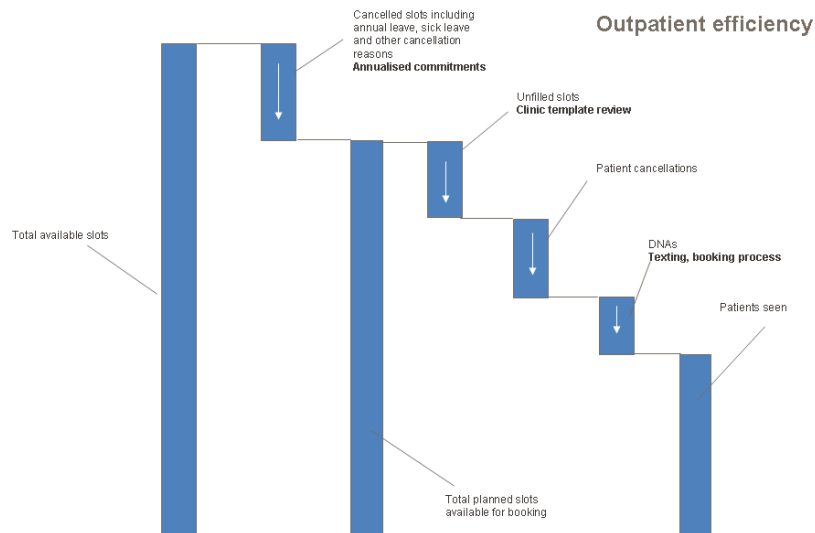 Outpatient efficiency
Cancelled slots including
annual leave, sick leave
and other cancellation
reasons
Annualised commitments
Unfilled slots
Clinic template review
Patient cancellations
Total available slots
DNAs
Texting, booking process
Patients seen
Total planned slots
available for booking